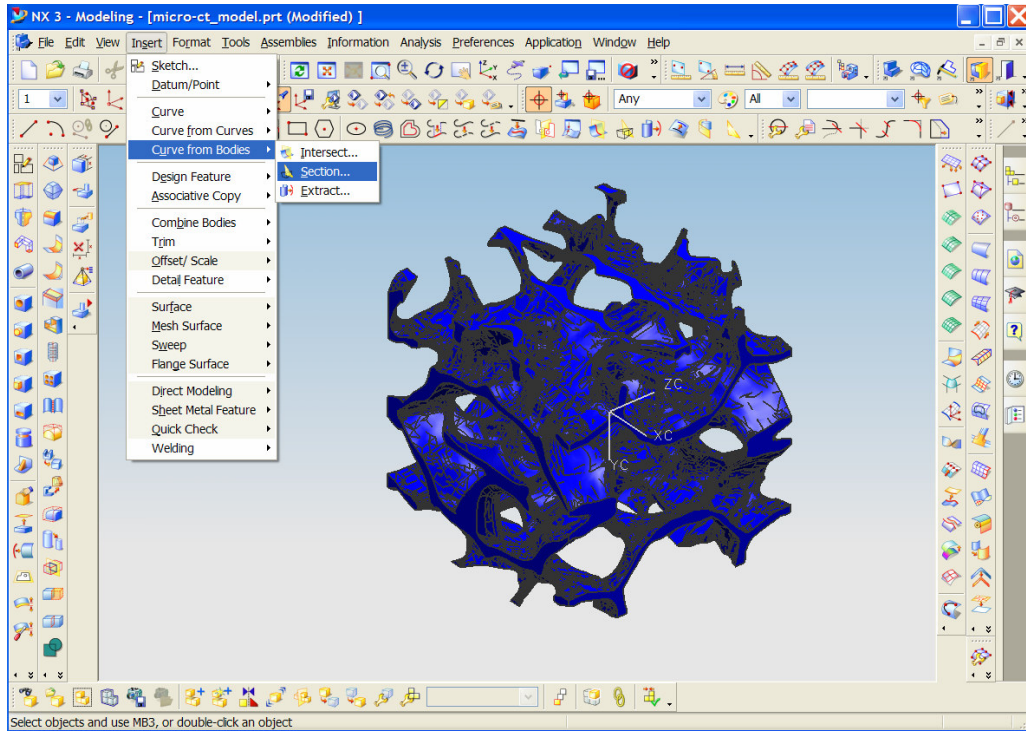 NX 3 - Modeling - [micro-ct_model.prt (Modified) ]
File Edit View Insert Format Tools Assemblies Information Analysis Preferences Application Window Help
1
Any
All
Sketch...
Datum/Point
Curve
Curve from Curves
Curve from Bodies
Design Feature
Associative Copy
Combine Bodies
Trim
Offset/ Scale
Detail Feature
Surface
Mesh Surface
Sweep
Flange Surface
Direct Modeling
Sheet Metal Feature
Quick Check
Welding
Intersect...
Section...
Extract...
ZC
XC
YC
Select objects and use MB3, or double-click an object